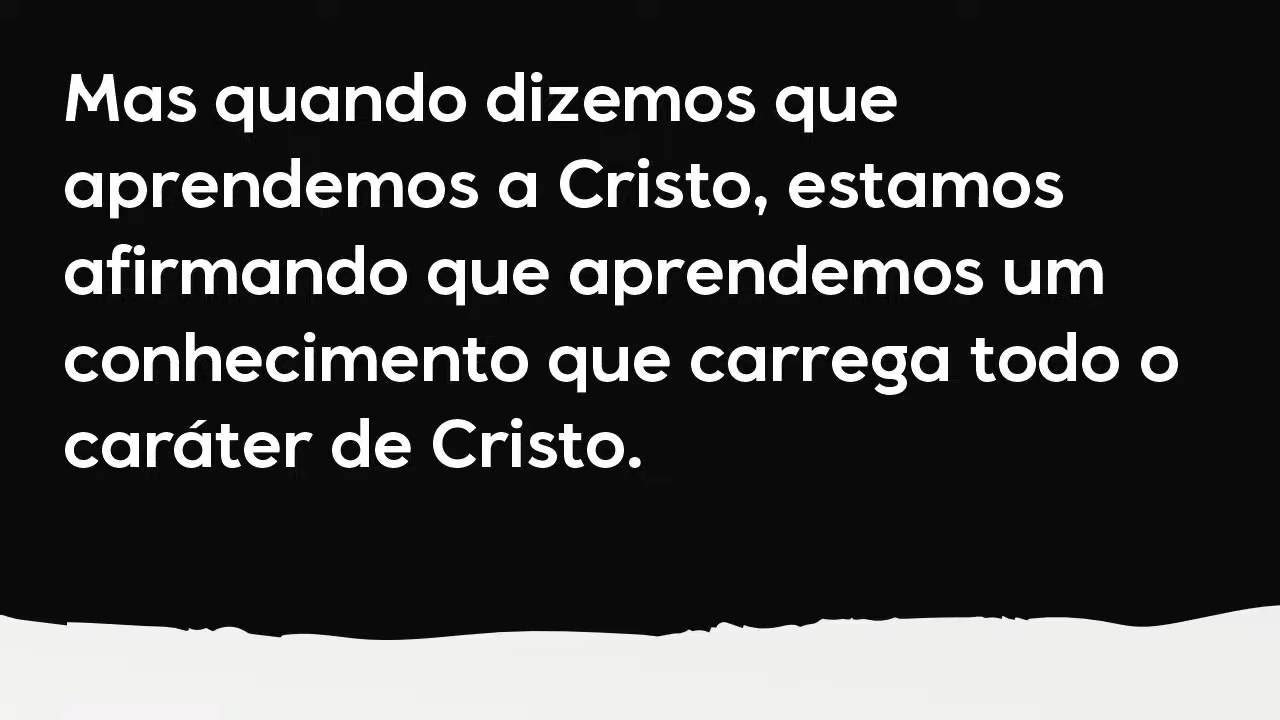 Mas quando dizemos que
aprendemos a Cristo, estamos
afirmando que aprendemos um
conhecimento que carrega todo o
caráter de Cristo.